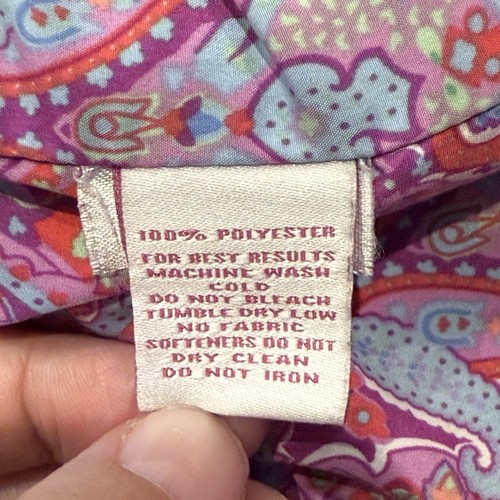 100% POLYESTER
FOR BEST RESULTS
MACHINE WASH
COLD
DO NOT BLEACH
TUMBLE DRY LOW
NO FABRIC
SOFTENERS DO NOT
DRY CLEAN
DO NOT IRON